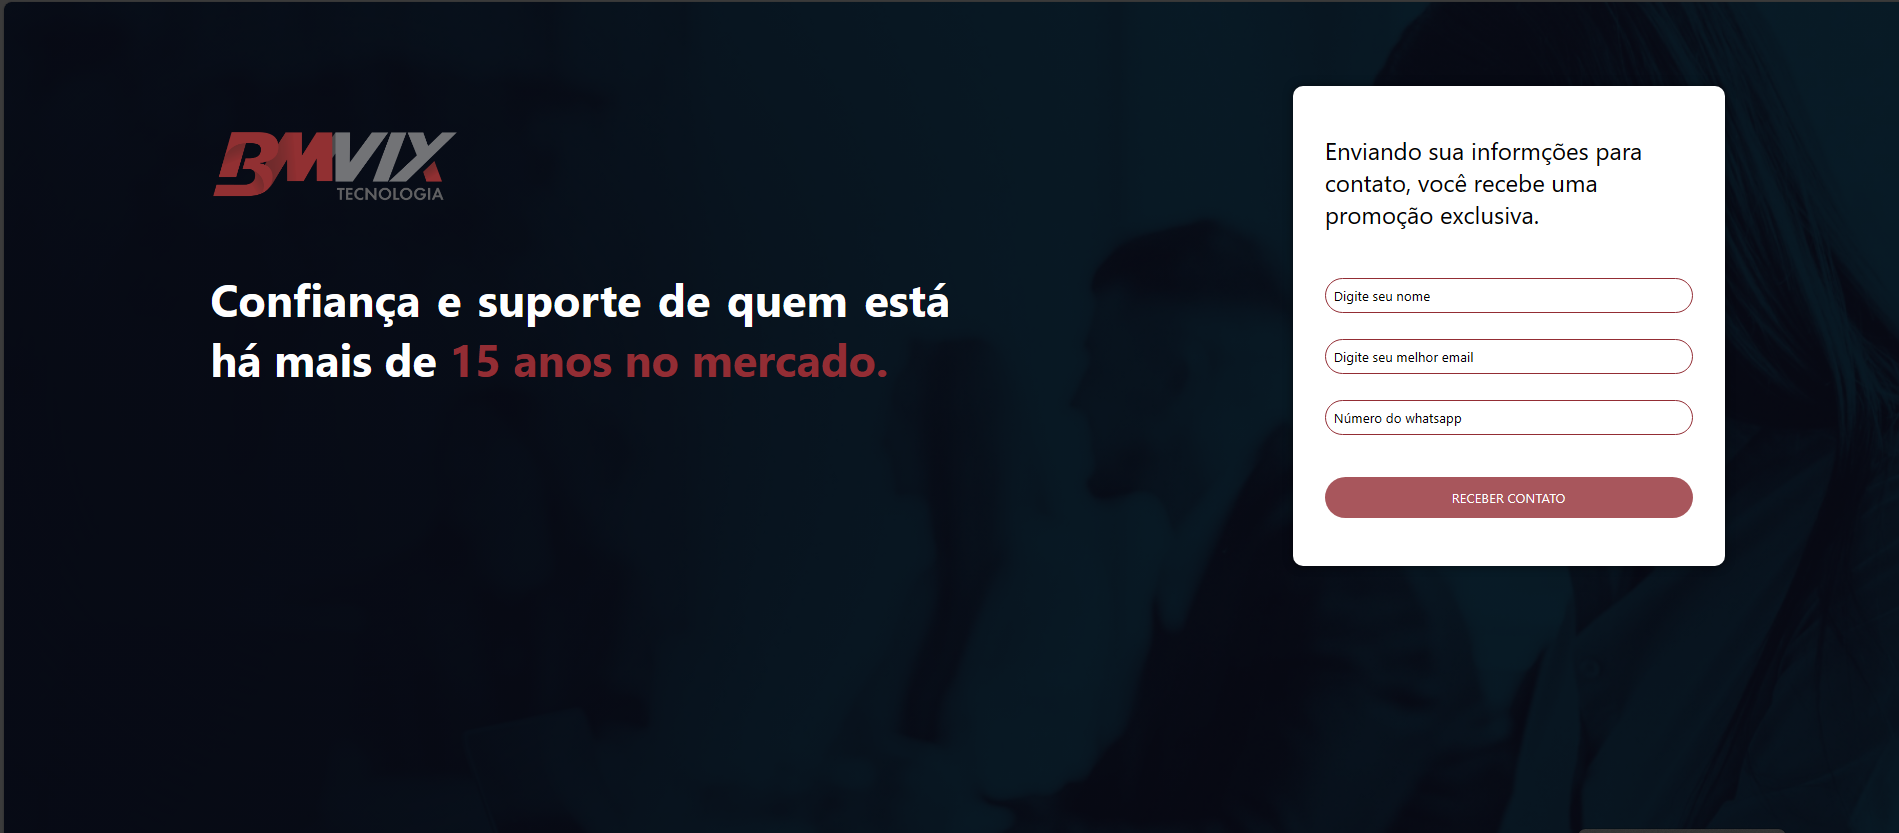 BMVIX
TECNOLOGIA
Confiança e suporte de quem está
há mais de 15 anos no mercado.
Enviando sua informções para
contato, você recebe uma
promoção exclusiva.
Digite seu nome
Digite seu melhor email
Número do whatsapp
RECEBER CONTATO